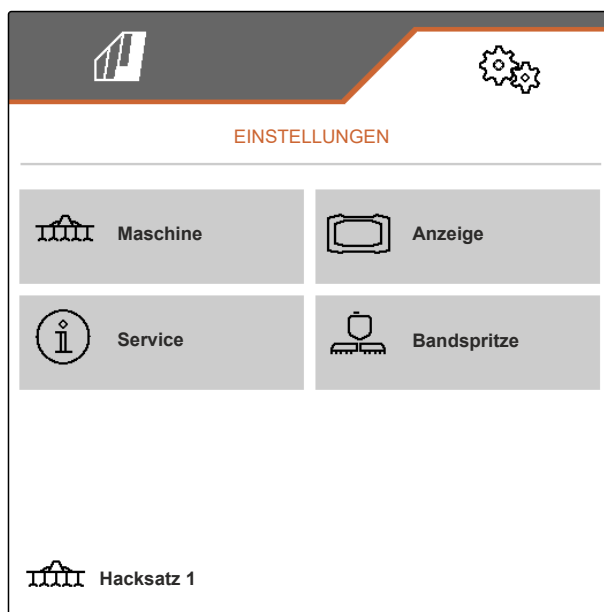 EINSTELLUNGEN
Maschine
Anzeige
Service
Bandspritze
Hacksatz 1